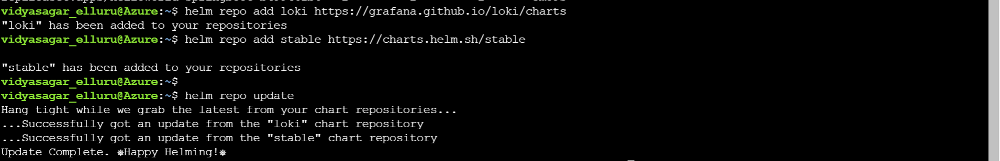 vidyasagar_elluru@Azure:~$ helm repo add loki https://grafana.github.io/loki/charts
"loki" has been added to your repositories
vidyasagar_elluru@Azure:~$ helm repo add stable https://charts.helm.sh/stable
"stable" has been added to your repositories
vidyasagar_elluru@Azure:~$
vidyasagar_elluru@Azure:~$ helm repo update
Hang tight while we grab the latest from your chart repositories...
...Successfully got an update from the "loki" chart repository
...Successfully got an update from the "stable" chart repository
Update Complete. ⎈Happy Helming!⎈